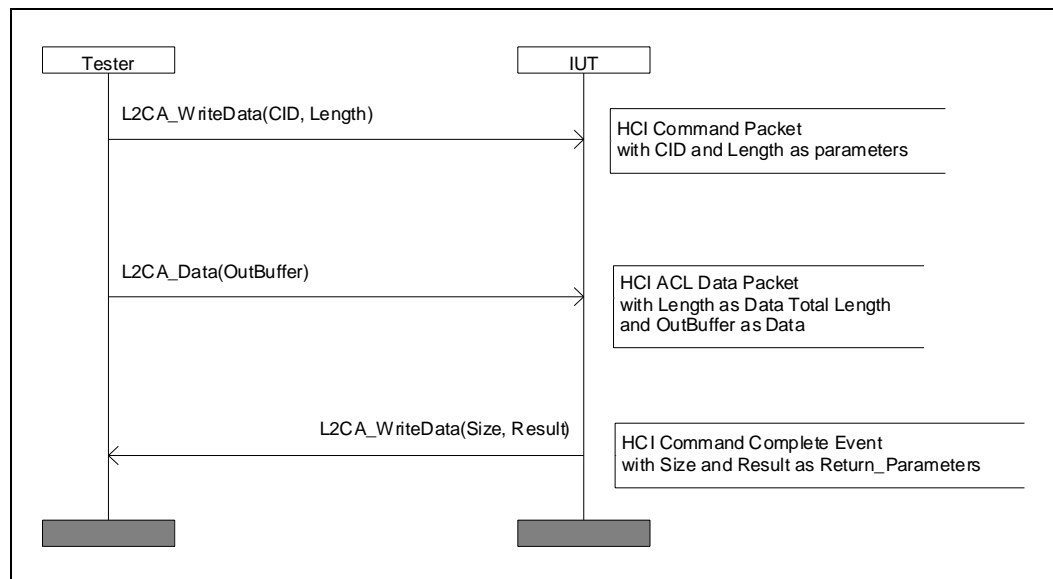 Tester
IUT
L2CA_WriteData(CID, Length)
HCI Command Packet
with CID and Length as parameters
L2CA_Data(OutBuffer)
HCI ACL Data Packet
with Length as Data Total Length
and OutBuffer as Data
L2CA_WriteData(Size, Result)
HCI Command Complete Event
with Size and Result as Return_Parameters